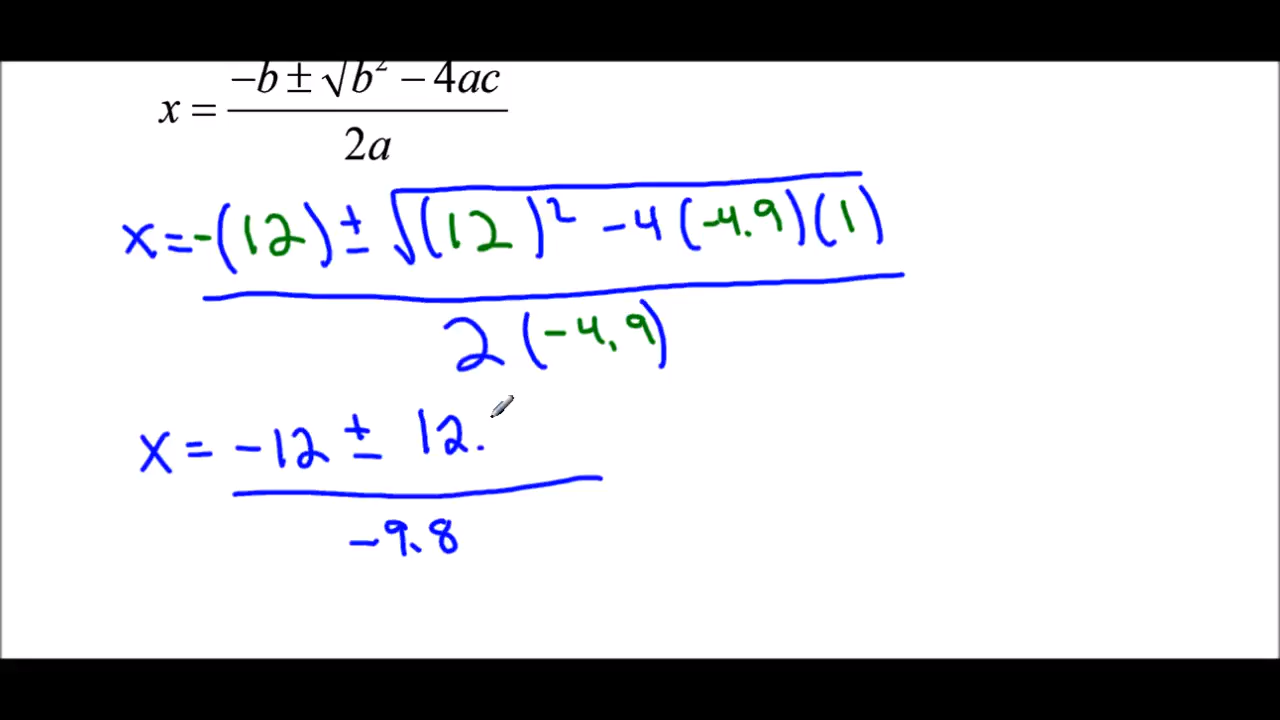 x = (−b ± √b² − 4ac) / 2a
x = -(12) ± √((12)² - 4(-4.9)(1)) / 2(-4.9)
x = -12 ± 12. / -9.8